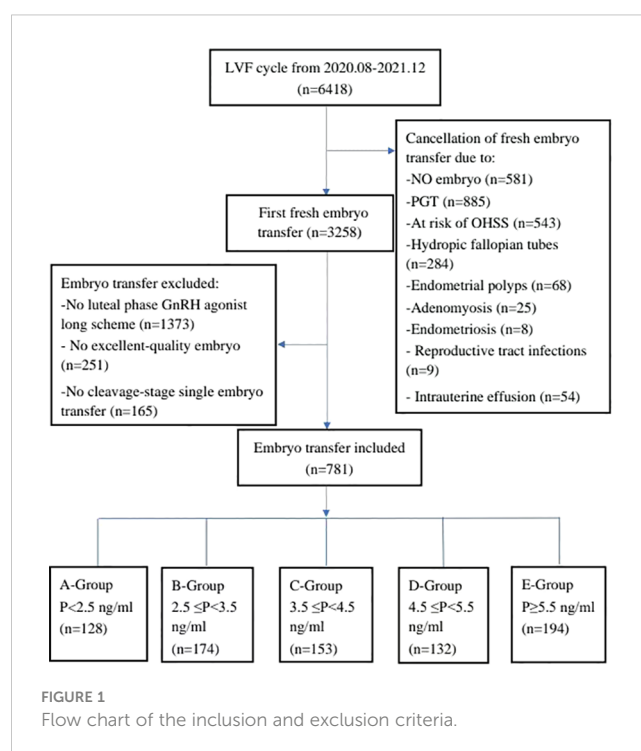 LVF cycle from 2020.08-2021.12
(n=6418)
Cancellation of fresh embryo
transfer due to:
-NO embryo (n=581)
-PGT (n=885)
-At risk of OHSS (n=543)
-Hydropic fallopian tubes
(n=284)
-Endometrial polyps (n=68)
-Adenomyosis (n=25)
-Endometriosis (n=8)
- Reproductive tract infections
(n=9)
- Intrauterine effusion (n=54)
First fresh embryo
transfer (n=3258)
Embryo transfer excluded:
-No luteal phase GnRH agonist
long scheme (n=1373)
- No excellent-quality embryo
(n=251)
-No cleavage-stage single embryo
transfer (n=165)
Embryo transfer included
(n=781)
A-Group
P<2.5 ng/ml
(n=128)
B-Group
2.5 ≤P<3.5
ng/ml
(n=174)
C-Group
3.5 ≤P<4.5
ng/ml
(n=153)
D-Group
4.5 ≤P<5.5
ng/ml
(n=132)
E-Group
P≥5.5 ng/ml
(n=194)
FIGURE 1
Flow chart of the inclusion and exclusion criteria.